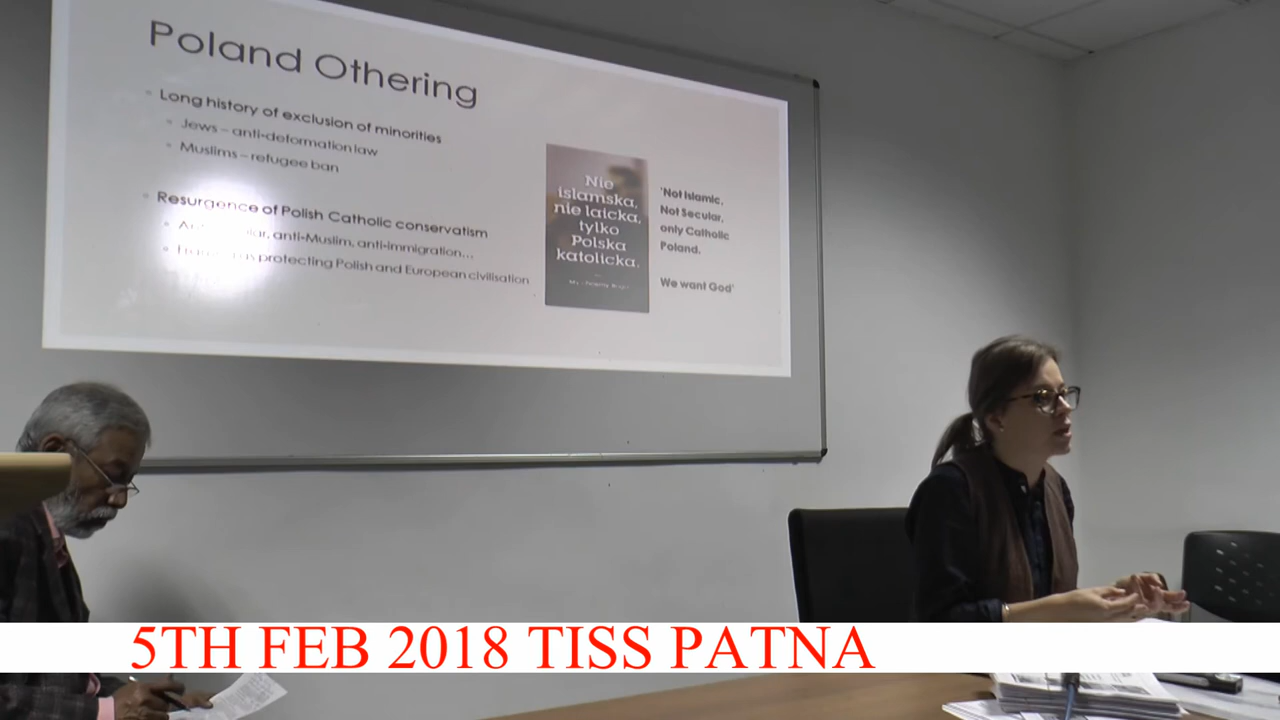 Poland Othering
Long history of exclusion of minorities
Jews – anti-deformation law
Muslims – refugee ban
Resurgence of Polish Catholic conservatism
anti-Muslim, anti-immigration...
protecting Polish and European civilisation
Nie
islamska,
nie laicka,
tylko
Polska
katolicka.
'Not Islamic,
Not Secular,
only Catholic
Poland.
We want God'
5TH FEB 2018 TISS PATNA